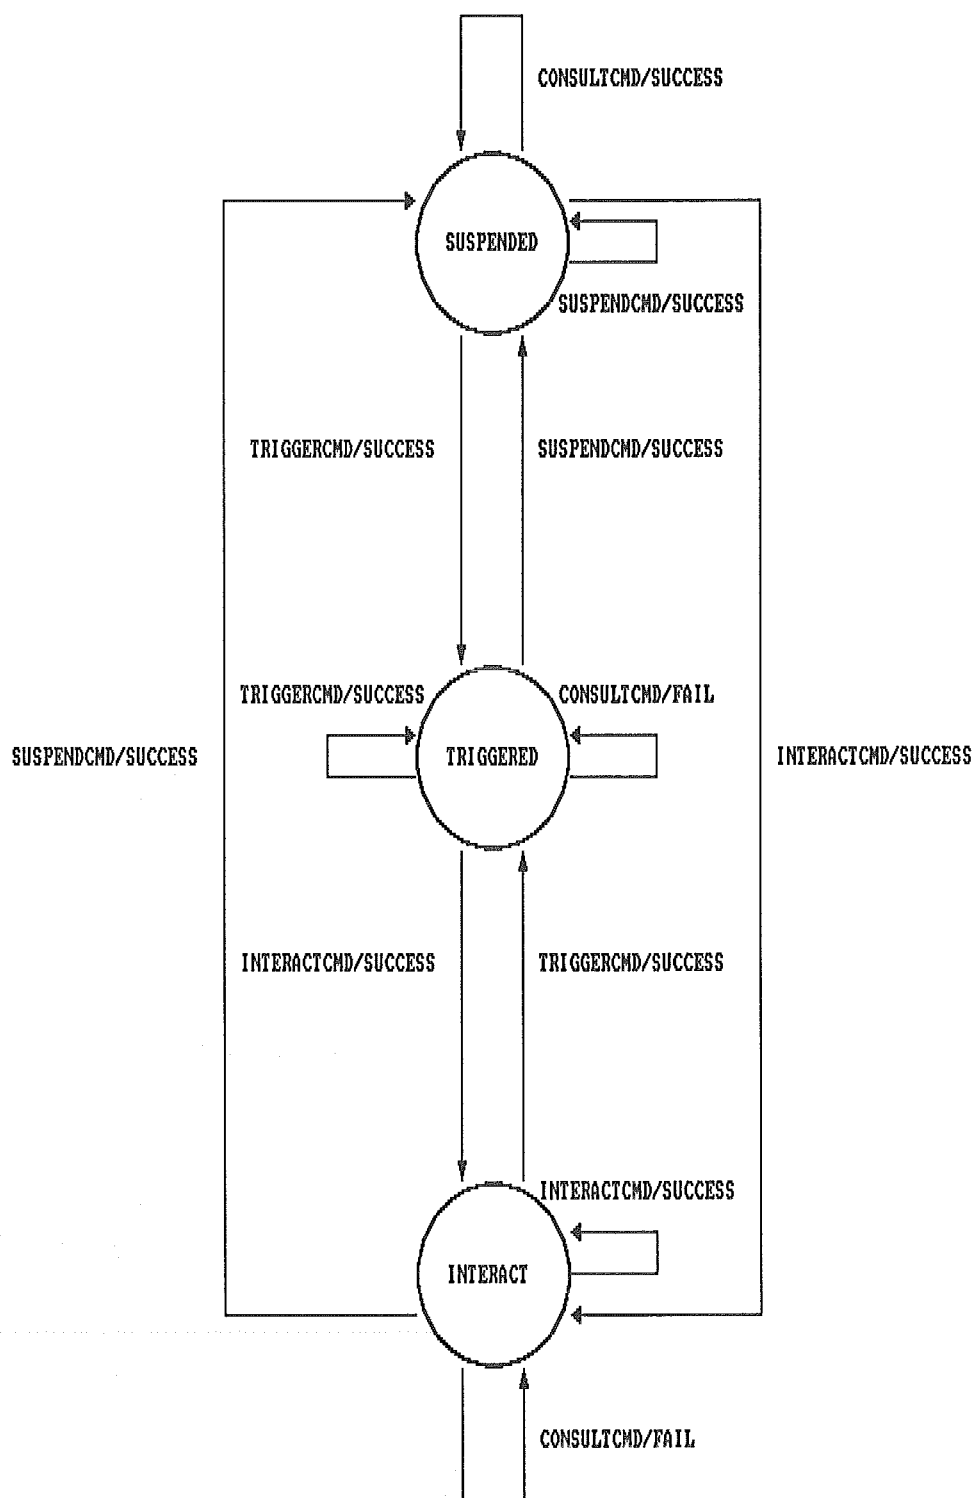 CONSULTCMD/SUCCESS
SUSPENDED
SUSPENDCMD/SUCCESS
TRIGGERCMD/SUCCESS
SUSPENDCMD/SUCCESS
TRIGGERCMD/SUCCESS
CONSULTCMD/FAIL
SUSPENDCMD/SUCCESS
TRIGGERED
INTERACTCMD/SUCCESS
INTERACTCMD/SUCCESS
TRIGGERCMD/SUCCESS
INTERACTCMD/SUCCESS
INTERACT
CONSULTCMD/FAIL